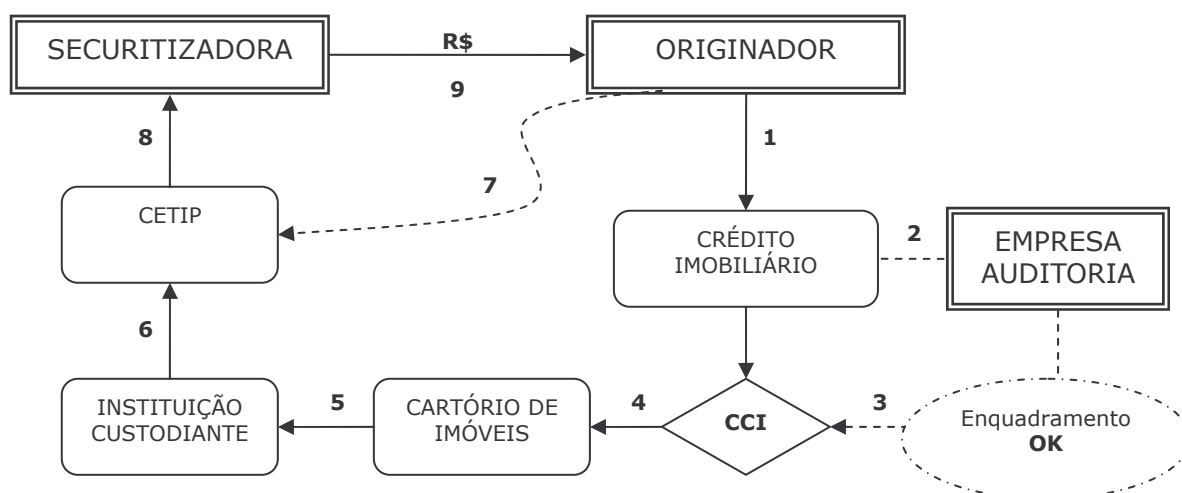 SECURITIZADORA
R$
ORIGINADOR
9
8
1
7
CETIP
CRÉDITO
IMOBILIÁRIO
2
EMPRESA
AUDITORIA
6
INSTITUIÇÃO
CUSTODIANTE
5
CARTÓRIO DE
IMÓVEIS
4
CCI
3
Enquadramento
OK